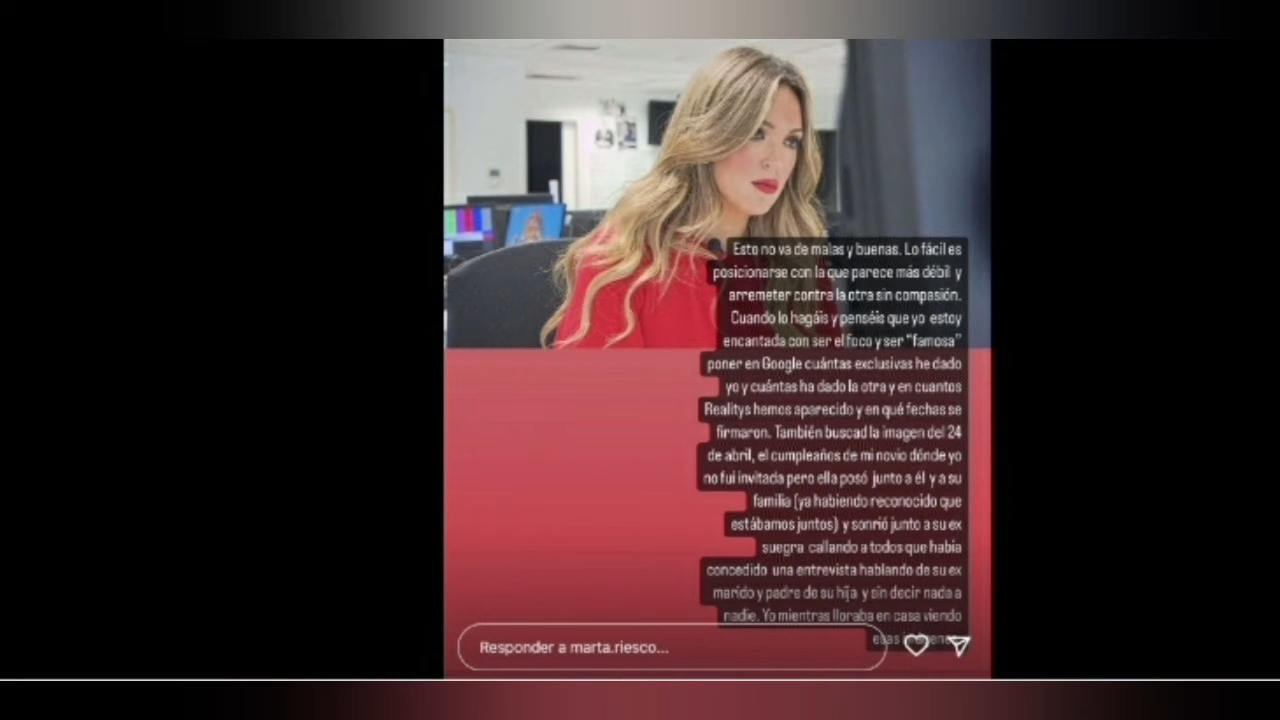 Esto no va de malas y buenas. Lo fácil es
posicionarse con la que parece más débil y
arremeter contra la otra sin compasión.
Cuando lo hagáis y penséis que yo estoy
encantada con ser el foco y ser "famosa"
poner en Google cuántas exclusivas he dado
yo y cuántas ha dado la otra y en cuantos
Realitys hemos aparecido y en qué fechas se
firmaron. También buscad la imagen del 24
de abril, el cumpleaños de mi novio dónde yo
no fui invitada pero ella posó junto a él y a su
familia (ya habiendo reconocido que
estábamos juntos) y sonrió junto a su ex
suegra callando a todos que había
concedido una entrevista hablando de su ex
marido y padre de su hija y sin decir nada a
nadie. Yo mientras lloraba en casa viendo
esas
Responder a marta.riesco...